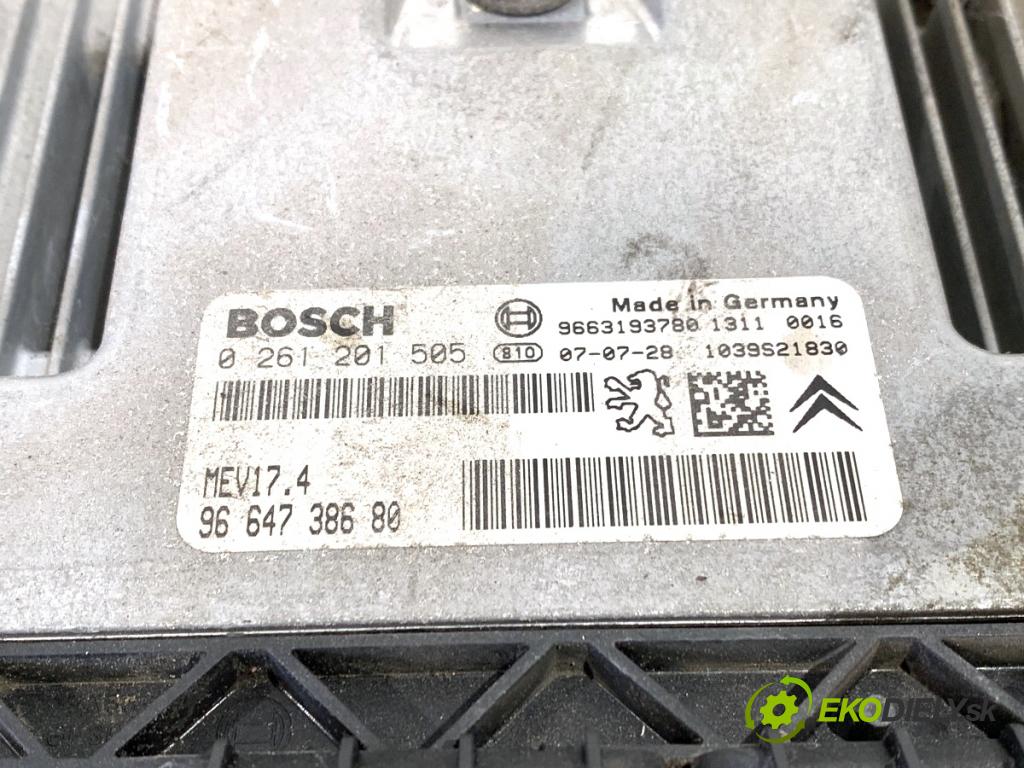 BOSCH
Made in Germany
9663193780 1311 0016
0 261 201 505 810 07-07-28 1039S21830
MEV17.4
96 647 386 80
EKODIELY.sk